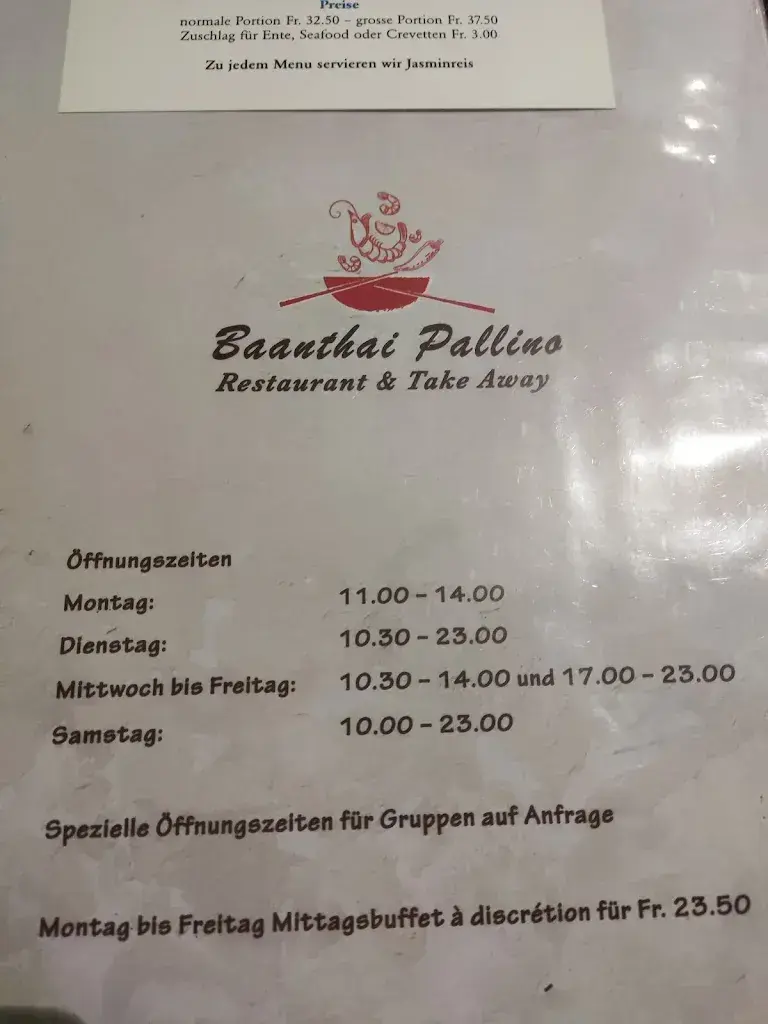 Preise
normale Portion Fr. 32.50 – grosse Portion Fr. 37.50
Zuschlag für Ente, Seafood oder Crevetten Fr. 3.00
Zu jedem Menu servieren wir Jasminreis
Baanthai Pallino
Restaurant & Take Away
Öffnungszeiten
Montag: 11.00 – 14.00
Dienstag: 10.30 – 23.00
Mittwoch bis Freitag: 10.30 – 14.00 und 17.00 – 23.00
Samstag: 10.00 – 23.00
Spezielle Öffnungszeiten für Gruppen auf Anfrage
Montag bis Freitag Mittagsbuffet à discrétion für Fr. 23.50